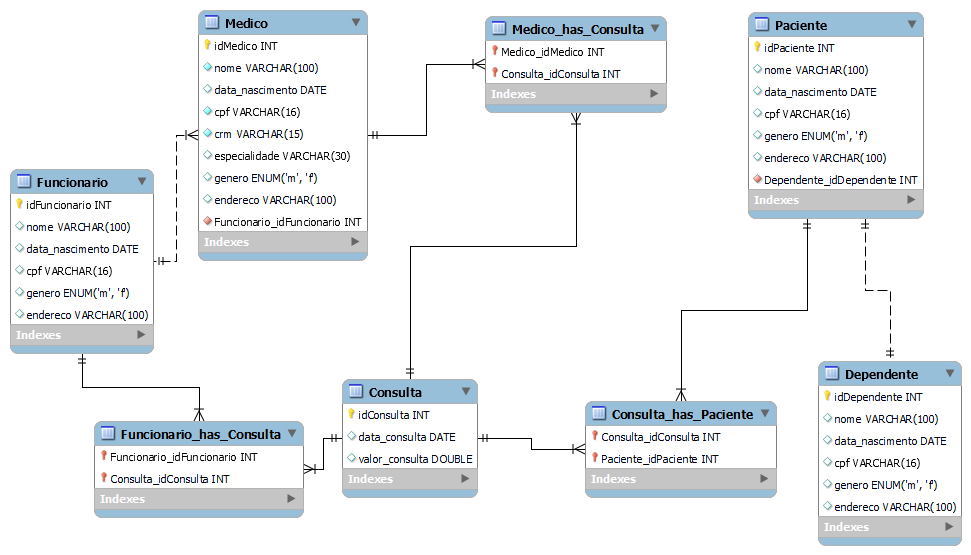 Medico
idMedico INT
nome VARCHAR(100)
data_nascimento DATE
cpf VARCHAR(16)
crm VARCHAR(15)
especialidade VARCHAR(30)
genero ENUM('m', 'f')
endereco VARCHAR(100)
Funcionario_idFuncionario INT
Indexes
Medico_has_Consulta
Medico_idMedico INT
Consulta_idConsulta INT
Indexes
Paciente
idPaciente INT
nome VARCHAR(100)
data_nascimento DATE
cpf VARCHAR(16)
genero ENUM('m', 'f')
endereco VARCHAR(100)
Dependente_idDependente INT
Indexes
Funcionario
idFuncionario INT
nome VARCHAR(100)
data_nascimento DATE
cpf VARCHAR(16)
genero ENUM('m', 'f')
endereco VARCHAR(100)
Indexes
Funcionario_has_Consulta
Funcionario_idFuncionario INT
Consulta_idConsulta INT
Indexes
Consulta
idConsulta INT
data_consulta DATE
valor_consulta DOUBLE
Indexes
Consulta_has_Paciente
Consulta_idConsulta INT
Paciente_idPaciente INT
Indexes
Dependente
idDependente INT
nome VARCHAR(100)
data_nascimento DATE
cpf VARCHAR(16)
genero ENUM('m', 'f')
endereco VARCHAR(100)
Indexes